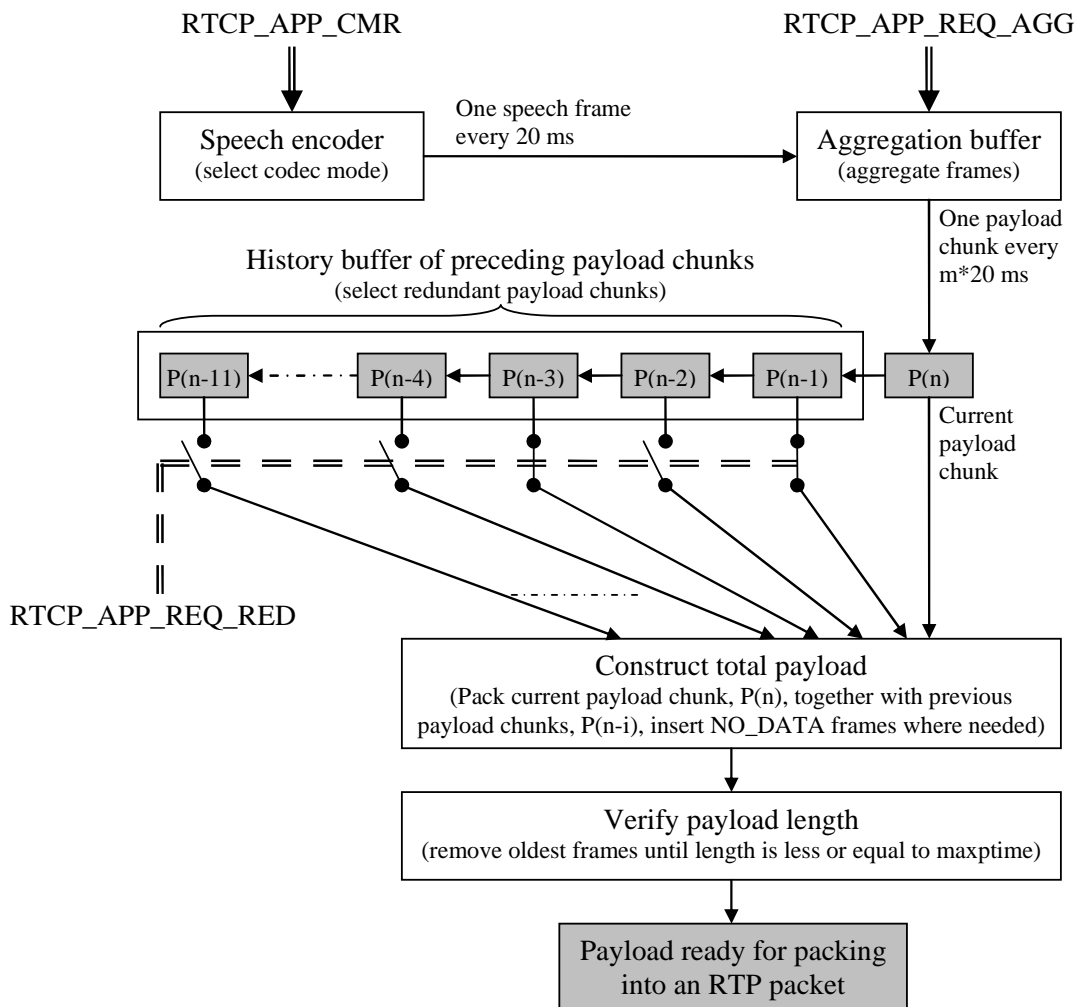 RTCP_APP_CMR
RTCP_APP_REQ_AGG
One speech frame
every 20 ms
Speech encoder
(select codec mode)
Aggregation buffer
(aggregate frames)
One payload
chunk every
m*20 ms
History buffer of preceding payload chunks
(select redundant payload chunks)
P(n-11)
P(n-4)
P(n-3)
P(n-2)
P(n-1)
P(n)
Current
payload
chunk
RTCP_APP_REQ_RED
Construct total payload
(Pack current payload chunk, P(n), together with previous
payload chunks, P(n-i), insert NO_DATA frames where needed)
Verify payload length
(remove oldest frames until length is less or equal to maxptime)
Payload ready for packing
into an RTP packet